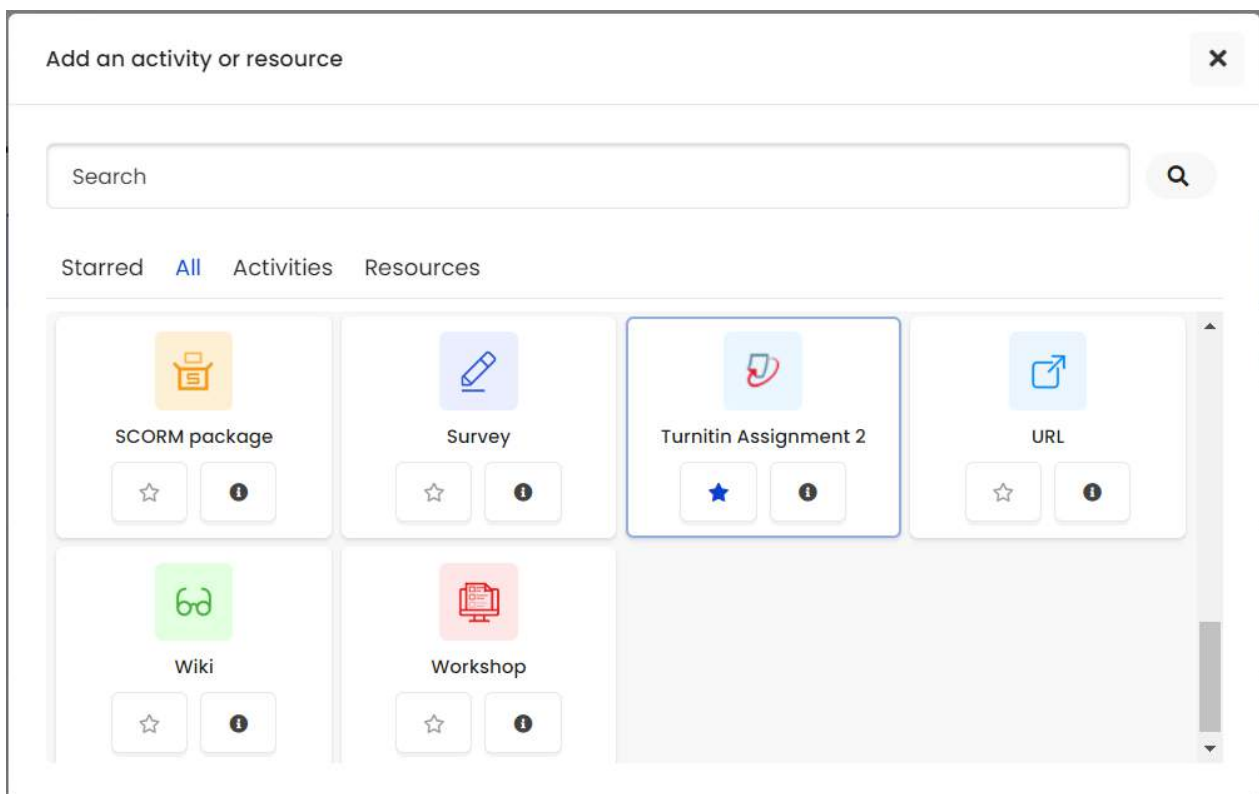 Add an activity or resource
Search
Starred All Activities Resources
SCORM package Survey Turnitin Assignment 2 URL
Wiki Workshop